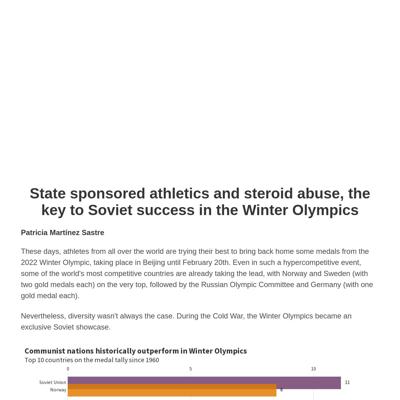 State sponsored athletics and steroid abuse, the
key to Soviet success in the Winter Olympics
Patricia Martínez Sastre
These days, athletes from all over the world are trying their best to bring back home some medals from the
2022 Winter Olympic, taking place in Beijing until February 20th. Even in such a hypercompetitive event,
some of the world's most competitive countries are already taking the lead, with Norway and Sweden (with
two gold medals each) on the very top, followed by the Russian Olympic Committee and Germany (with one
gold medal each).
Nevertheless, diversity wasn't always the case. During the Cold War, the Winter Olympics became an
exclusive Soviet showcase.
Communist nations historically outperform in Winter Olympics
Top 10 countries on the medal tally since 1960
0 5 10
Soviet Union 11
Norway